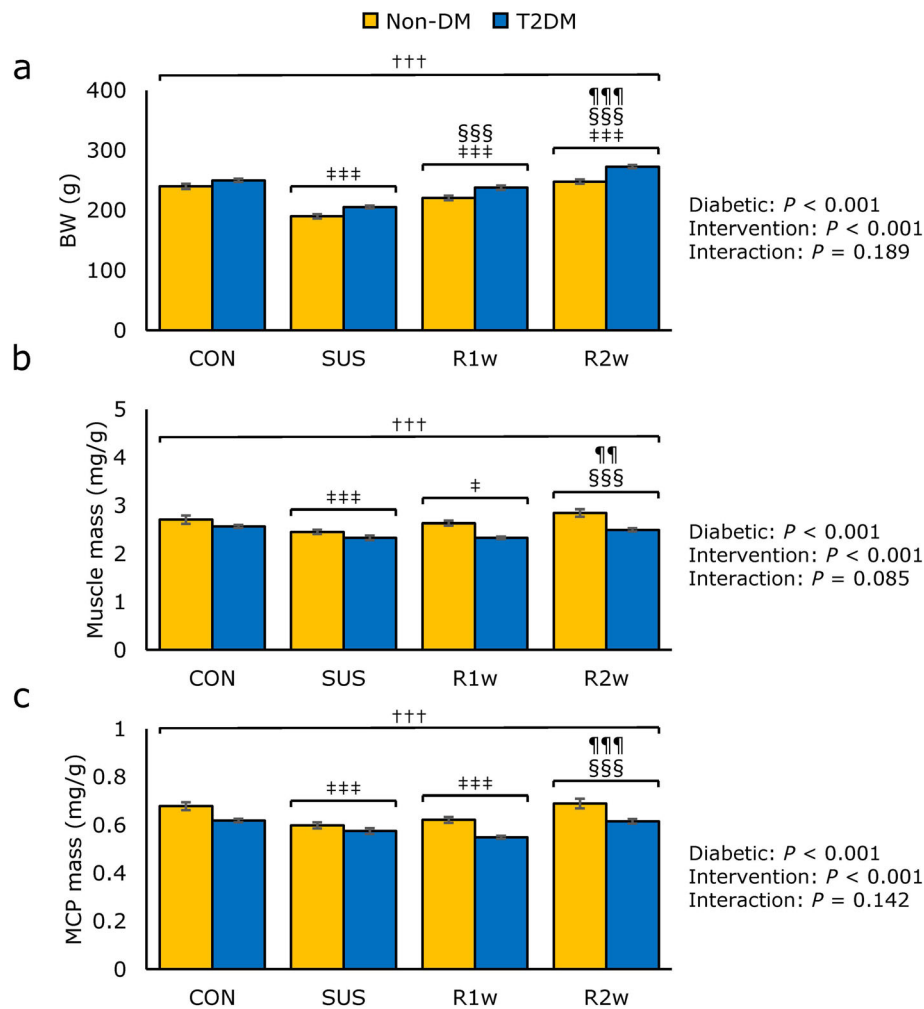 Non-DM T2DM
a
†††
400
300
200
100
0
BW (g)
‡‡‡
§§§
‡‡‡
¶¶¶
§§§
‡‡‡
CON SUS R1w R2w
Diabetic: P < 0.001
Intervention: P < 0.001
Interaction: P = 0.189
b
†††
5
4
3
2
1
0
Muscle mass (mg/g)
‡‡‡
‡
¶¶
§§§
CON SUS R1w R2w
Diabetic: P < 0.001
Intervention: P < 0.001
Interaction: P = 0.085
c
†††
1
0.8
0.6
0.4
0.2
0
MCP mass (mg/g)
‡‡‡
‡‡‡
¶¶¶
§§§
CON SUS R1w R2w
Diabetic: P < 0.001
Intervention: P < 0.001
Interaction: P = 0.142